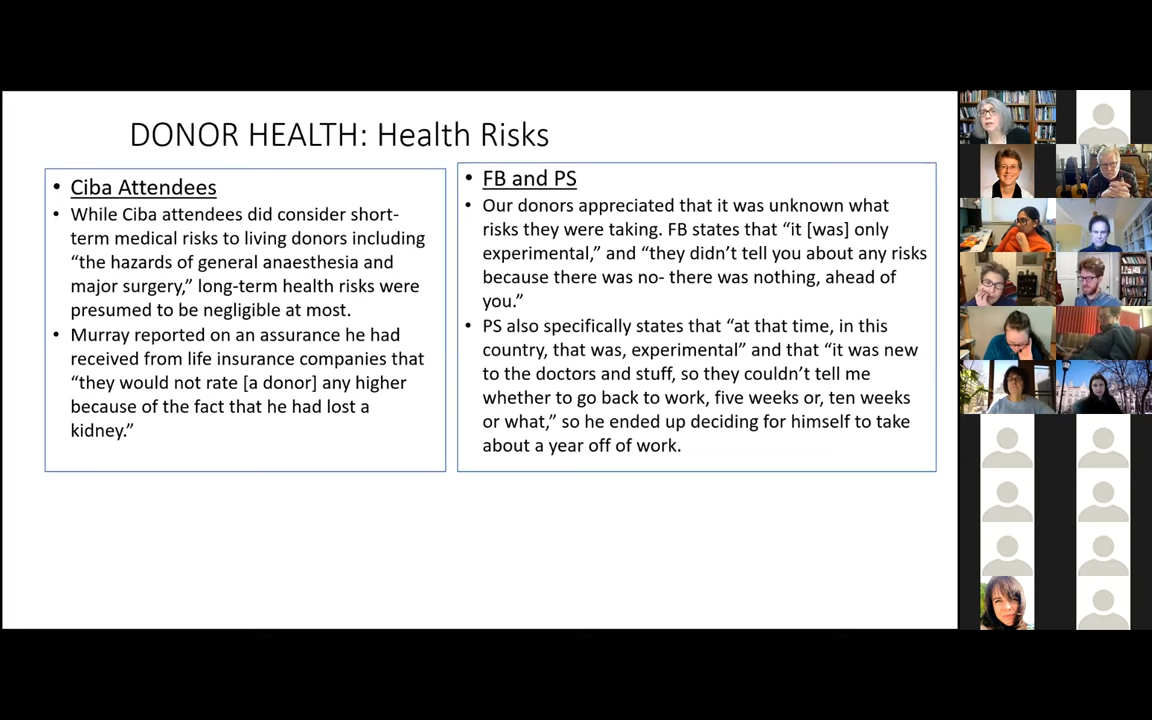 DONOR HEALTH: Health Risks
• Ciba Attendees
• While Ciba attendees did consider short-
term medical risks to living donors including
“the hazards of general anaesthesia and
major surgery,” long-term health risks were
presumed to be negligible at most.
• Murray reported on an assurance he had
received from life insurance companies that
“they would not rate [a donor] any higher
because of the fact that he had lost a
kidney.”
• FB and PS
• Our donors appreciated that it was unknown what
risks they were taking. FB states that “it [was] only
experimental,” and “they didn’t tell you about any risks
because there was no- there was nothing, ahead of
you.”
• PS also specifically states that “at that time, in this
country, that was, experimental” and that “it was new
to the doctors and stuff, so they couldn’t tell me
whether to go back to work, five weeks or, ten weeks
or what,” so he ended up deciding for himself to take
about a year off of work.